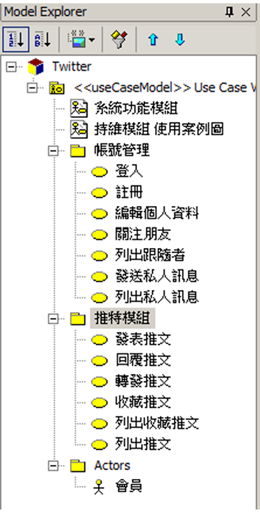 Model Explorer
Twitter
<<useCaseModel>> Use Case V
系統功能模組
持維模組 使用案例圖
帳號管理
登入
註冊
編輯個人資料
關注朋友
列出跟隨者
發送私人訊息
列出私人訊息
推特模組
發表推文
回覆推文
轉發推文
收藏推文
列出收藏推文
列出推文
Actors
會員